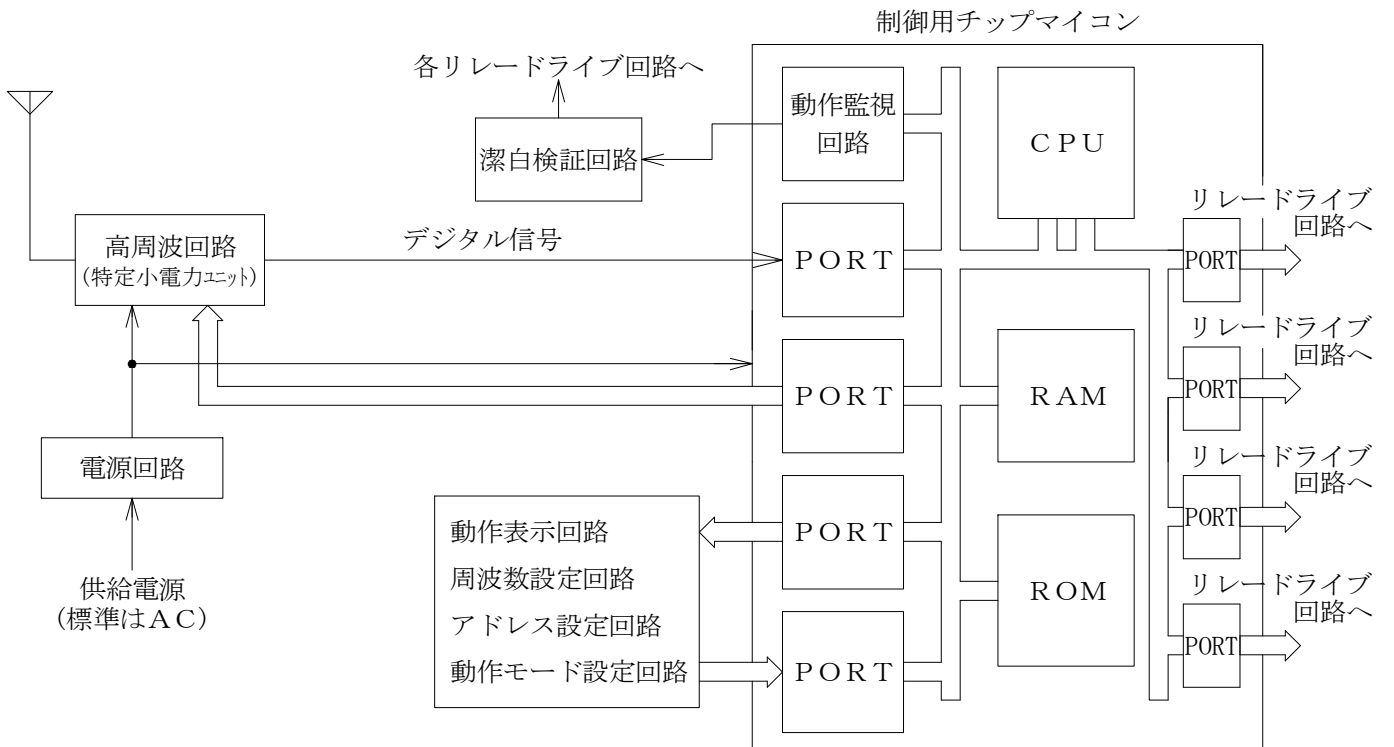 制御用チップマイコン
各リレードライブ回路へ
動作監視
回路
潔白検証回路
CPU
高周波回路
(特定小電力ユニット)
デジタル信号
PORT
リレードライブ
回路へ
PORT
PORT
RAM
リレードライブ
回路へ
PORT
電源回路
供給電源
(標準はAC)
動作表示回路
周波数設定回路
アドレス設定回路
動作モード設定回路
PORT
PORT
ROM
リレードライブ
回路へ
PORT
リレードライブ
回路へ
PORT